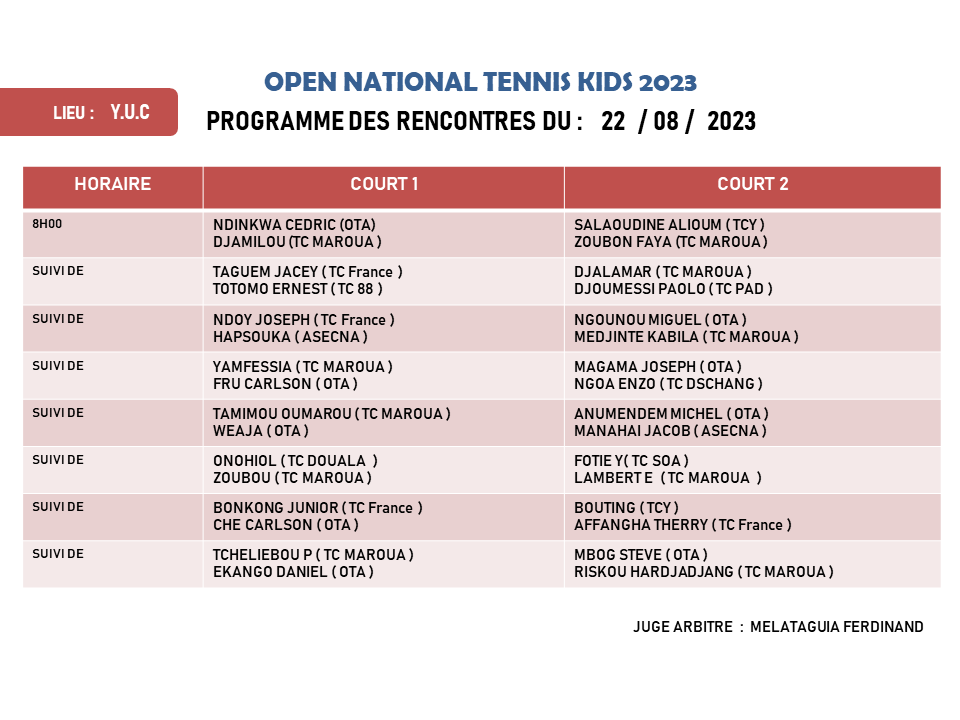 OPEN NATIONAL TENNIS KIDS 2023
LIEU : Y.U.C
PROGRAMME DES RENCONTRES DU : 22 / 08 / 2023
HORAIRE COURT 1 COURT 2
8H00
NDINKWA CEDRIC (OTA)
DJAMILOU (TC MAROUA )
SALAOUDINE ALIOUM ( TCY )
ZOUBON FAYA (TC MAROUA )
SUIVI DE
TAGUEM JACEY ( TC France )
TOTOMO ERNEST ( TC 88 )
DJALAMAR ( TC MAROUA )
DJOUMESSI PAOLO ( TC PAD )
SUIVI DE
NDOY JOSEPH ( TC France )
HAPSOUKA ( ASECNA )
NGOUNOU MIGUEL ( OTA )
MEDJINTE KABILA ( TC MAROUA )
SUIVI DE
YAMFESSIA ( TC MAROUA )
FRU CARLSON ( OTA )
MAGAMA JOSEPH ( OTA )
NGOA ENZO ( TC DSCHANG )
SUIVI DE
TAMIMOU OUMAROU ( TC MAROUA )
WEAJA ( OTA )
ANUMENDEM MICHEL ( OTA )
MANAHAI JACOB ( ASECNA )
SUIVI DE
ONOHIOL ( TC DOUALA )
ZOUBOU ( TC MAROUA )
FOTIE Y( TC SOA )
LAMBERT E ( TC MAROUA )
SUIVI DE
BONKONG JUNIOR ( TC France )
CHE CARLSON ( OTA )
BOUTING ( TCY )
AFFANGHA THERRY ( TC France )
SUIVI DE
TCHELIEBOU P ( TC MAROUA )
EKANGO DANIEL ( OTA )
MBOG STEVE ( OTA )
RISKOU HARDJADJANG ( TC MAROUA )
JUGE ARBITRE : MELATAGUIA FERDINAND